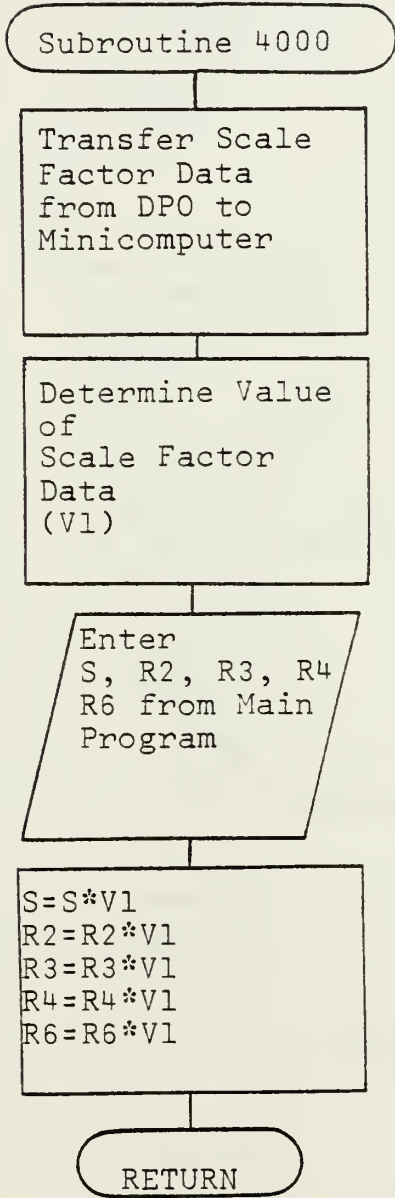 Subroutine 4000
Transfer Scale
Factor Data
from DPO to
Minicomputer
Determine Value
of
Scale Factor
Data
(V1)
Enter
S, R2, R3, R4
R6 from Main
Program
S=S*V1
R2=R2*V1
R3=R3*V1
R4=R4*V1
R6=R6*V1
RETURN